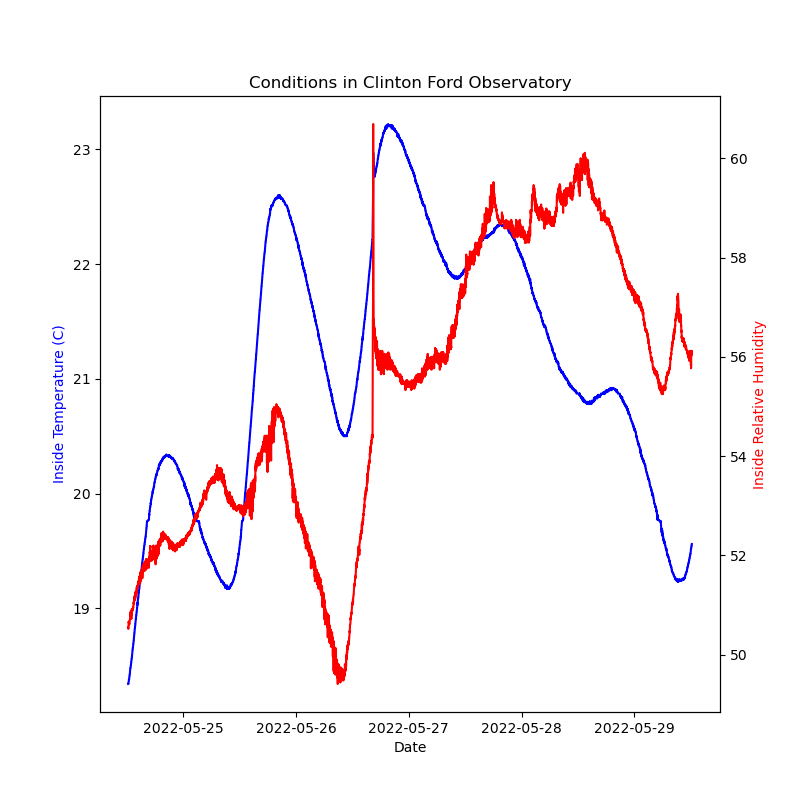 Conditions in Clinton Ford Observatory
Inside Temperature (C)
23
22
21
20
19
60
58
56
54
52
50
Inside Relative Humidity
2022-05-25 2022-05-26 2022-05-27 2022-05-28 2022-05-29
Date